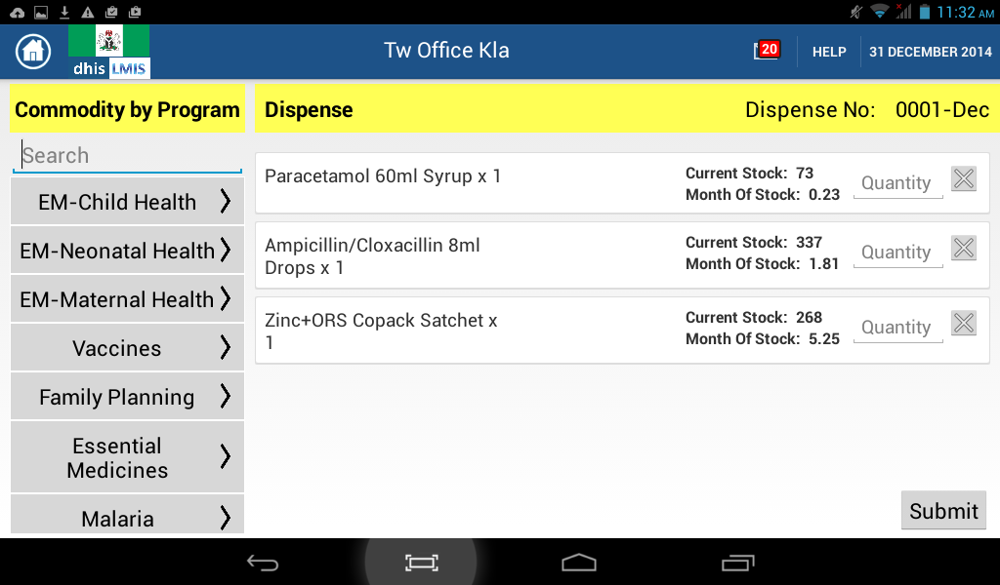 11:32 AM
dhis LMIS
Tw Office Kla
20
HELP
31 DECEMBER 2014
Commodity by Program
Dispense
Dispense No: 0001-Dec
Search
EM-Child Health
EM-Neonatal Health
EM-Maternal Health
Vaccines
Family Planning
Essential
Medicines
Malaria
Paracetamol 60ml Syrup x 1
Current Stock: 73
Month Of Stock: 0.23
Quantity
Ampicillin/Cloxacillin 8ml
Drops x 1
Current Stock: 337
Month Of Stock: 1.81
Quantity
Zinc+ORS Copack Satchet x
1
Current Stock: 268
Month Of Stock: 5.25
Quantity
Submit